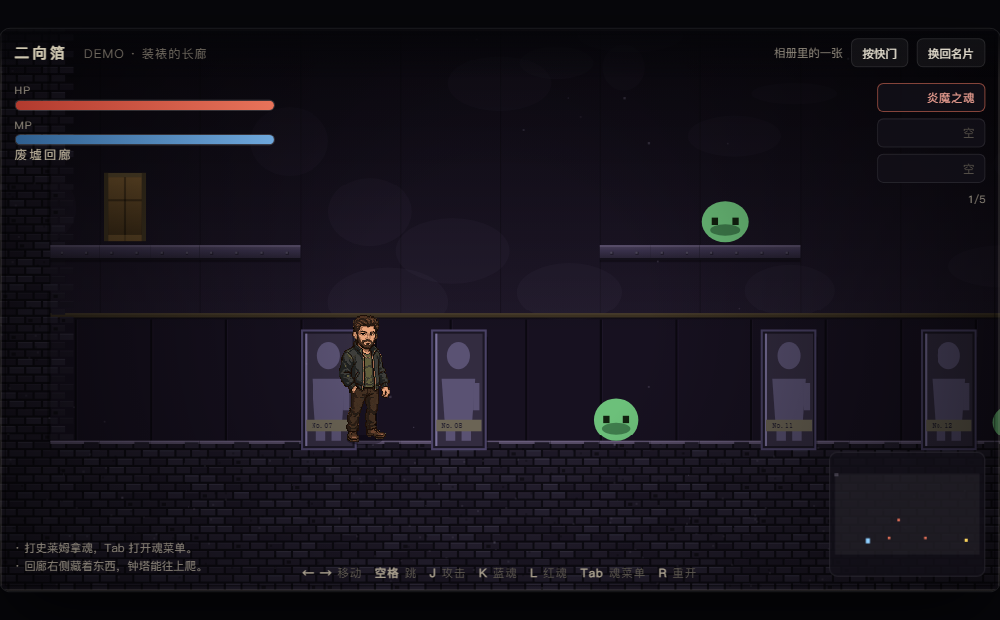 二向箔 DEMO · 装裱的长廊
相册里的一张 按快门 换回名片
HP
MP
废墟回廊
炎魔之魂
空
空
1/5
No.07
No.08
No.11
No.12
· 打史莱姆拿魂，Tab 打开魂菜单。
· 回廊右侧藏着东西，钟塔能往上爬。
← → 移动 空格 跳 J 攻击 K 蓝魂 L 红魂 Tab 魂菜单 R 重开